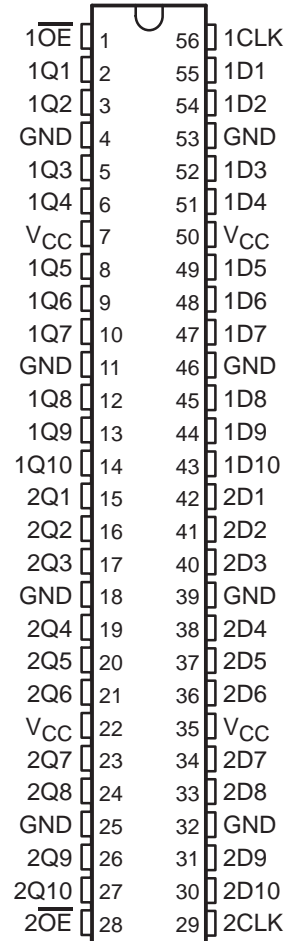 1O̅E̅ 1 56 1CLK
1Q1 2 55 1D1
1Q2 3 54 1D2
GND 4 53 GND
1Q3 5 52 1D3
1Q4 6 51 1D4
VCC 7 50 VCC
1Q5 8 49 1D5
1Q6 9 48 1D6
1Q7 10 47 1D7
GND 11 46 GND
1Q8 12 45 1D8
1Q9 13 44 1D9
1Q10 14 43 1D10
2Q1 15 42 2D1
2Q2 16 41 2D2
2Q3 17 40 2D3
GND 18 39 GND
2Q4 19 38 2D4
2Q5 20 37 2D5
2Q6 21 36 2D6
VCC 22 35 VCC
2Q7 23 34 2D7
2Q8 24 33 2D8
GND 25 32 GND
2Q9 26 31 2D9
2Q10 27 30 2D10
2O̅E̅ 28 29 2CLK